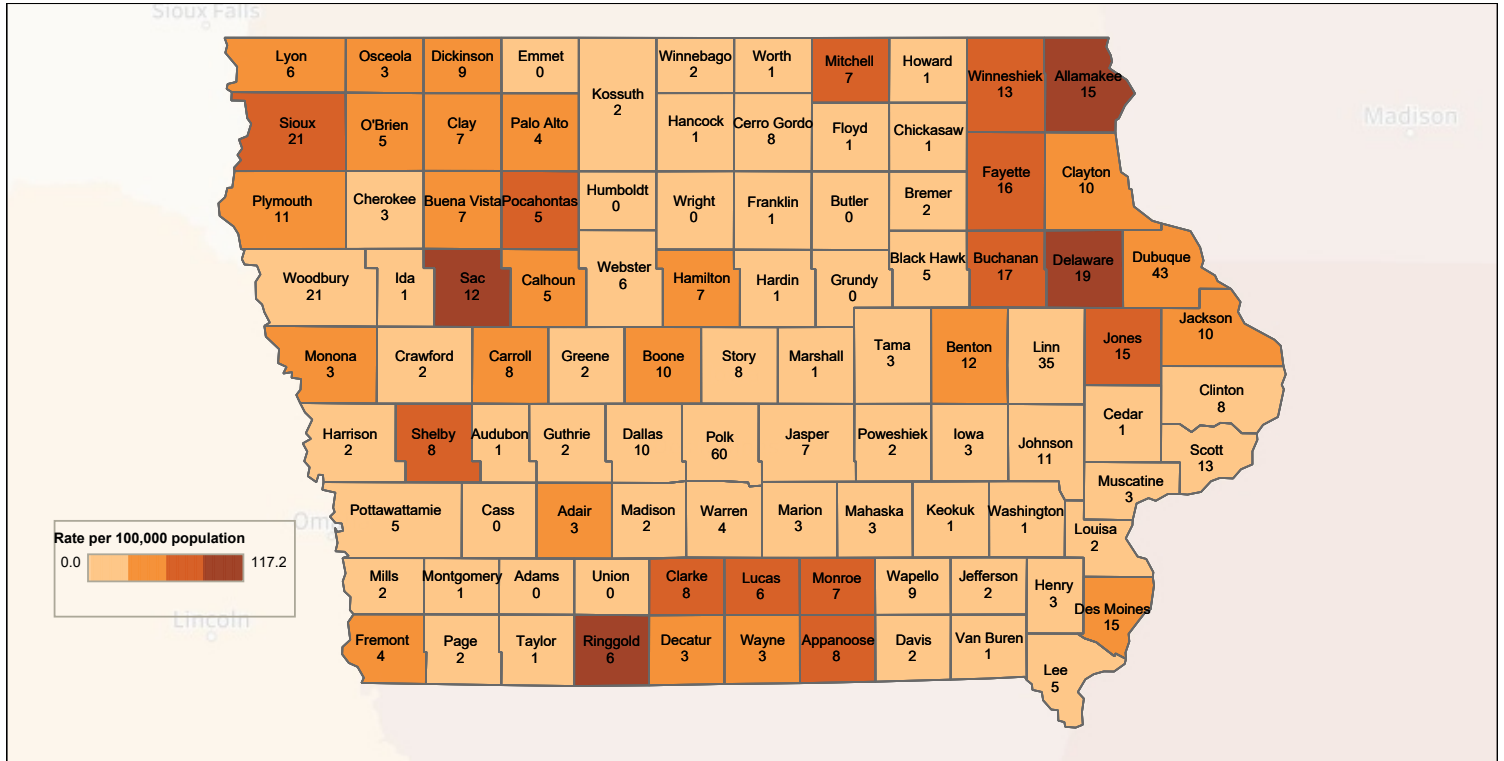 Sioux Falls
Madison
Lincoln
Lyon
6
Osceola
3
Dickinson
9
Emmet
0
Kossuth
2
Winnebago
2
Worth
1
Mitchell
7
Howard
1
Winneshiek
13
Allamakee
15
Sioux
21
O'Brien
5
Clay
7
Palo Alto
4
Hancock
1
Cerro Gordo
8
Floyd
1
Chickasaw
1
Fayette
16
Clayton
10
Plymouth
11
Cherokee
3
Buena Vista
7
Pocahontas
5
Humboldt
0
Wright
0
Franklin
1
Butler
0
Bremer
2
Woodbury
21
Ida
1
Sac
12
Calhoun
5
Webster
6
Hamilton
7
Hardin
1
Grundy
0
Black Hawk
5
Buchanan
17
Delaware
19
Dubuque
43
Monona
3
Crawford
2
Carroll
8
Greene
2
Boone
10
Story
8
Marshall
1
Tama
3
Benton
12
Linn
35
Jones
15
Jackson
10
Clinton
8
Harrison
2
Shelby
8
Audubon
1
Guthrie
2
Dallas
10
Polk
60
Jasper
7
Poweshiek
2
Iowa
3
Johnson
11
Cedar
1
Scott
13
Muscatine
3
Pottawattamie
5
Cass
0
Adair
3
Madison
2
Warren
4
Marion
3
Mahaska
3
Keokuk
1
Washington
1
Louisa
2
Mills
2
Montgomery
1
Adams
0
Union
0
Clarke
8
Lucas
6
Monroe
7
Wapello
9
Jefferson
2
Henry
3
Des Moines
15
Fremont
4
Page
2
Taylor
1
Ringgold
6
Decatur
3
Wayne
3
Appanoose
8
Davis
2
Van Buren
1
Lee
5
Rate per 100,000 population
0.0
117.2